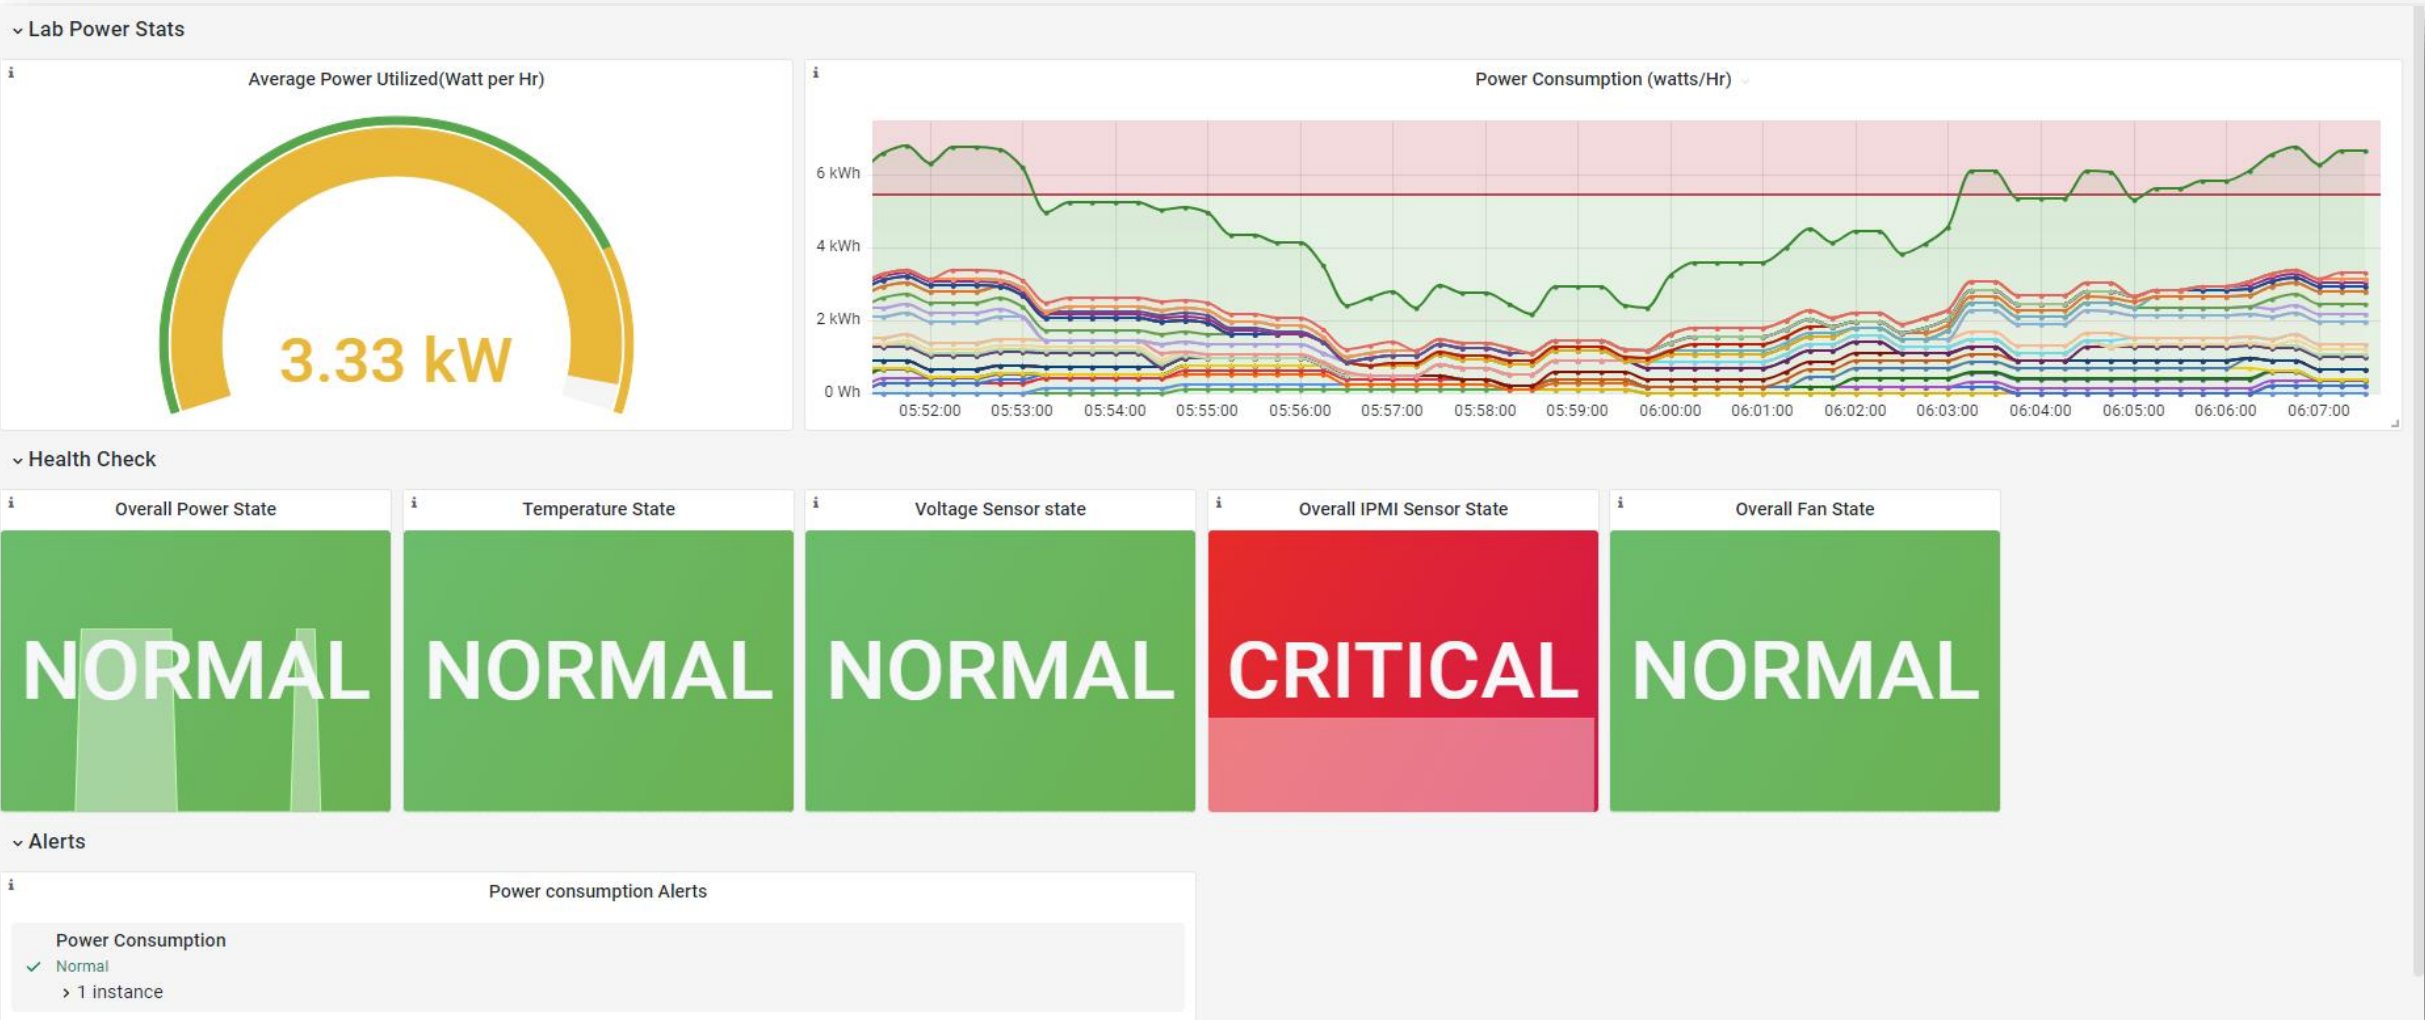 Lab Power Stats
Average Power Utilized(Watt per Hr)
3.33 kW
Power Consumption (watts/Hr)
6 kWh
4 kWh
2 kWh
0 Wh
05:52:00 05:53:00 05:54:00 05:55:00 05:56:00 05:57:00 05:58:00 05:59:00 06:00:00 06:01:00 06:02:00 06:03:00 06:04:00 06:05:00 06:06:00 06:07:00
Health Check
Overall Power State
NORMAL
Temperature State
NORMAL
Voltage Sensor state
NORMAL
Overall IPMI Sensor State
CRITICAL
Overall Fan State
NORMAL
Alerts
Power consumption Alerts
Power Consumption
Normal
1 instance